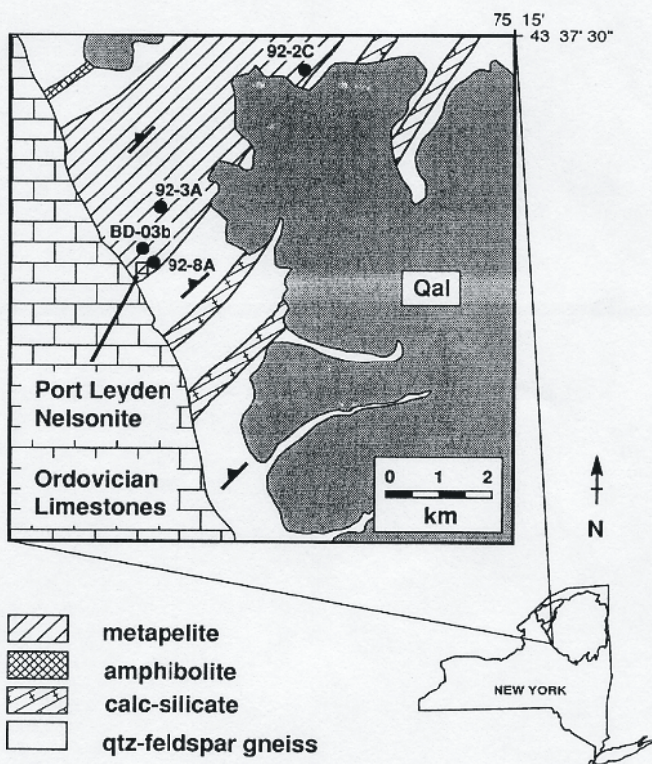 75 15'
43 37' 30"
92-2C
92-3A
BD-03b
92-8A
Qal
Port Leyden
Nelsonite
Ordovician
Limestones
0 1 2
km
N
metapelite
amphibolite
calc-silicate
qtz-feldspar gneiss
NEW YORK